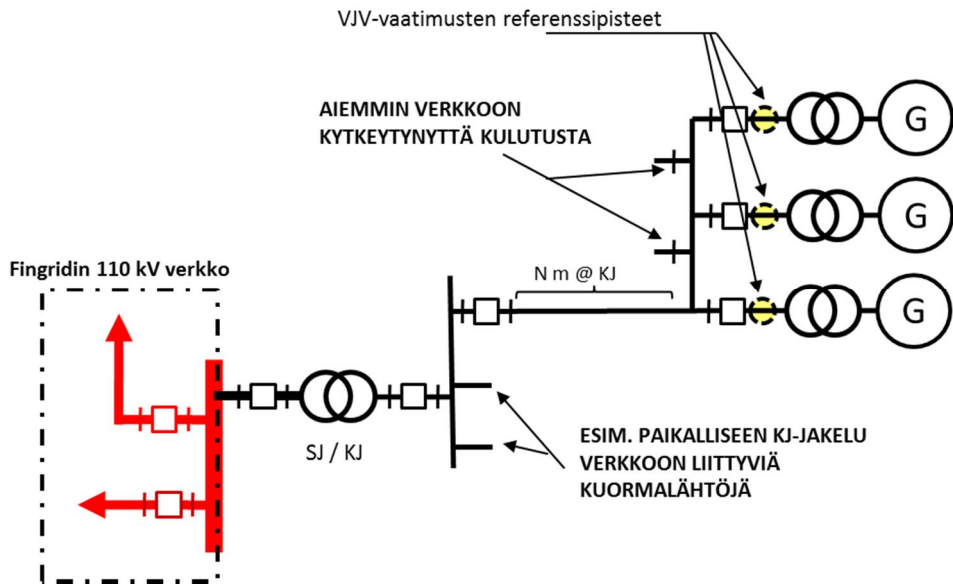 VJV-vaatimusten referenssipisteet
AIEMMIN VERKKOON
KYTKEYTYNYTTÄ KULUTUSTA
G
G
N m @ KJ
Fingridin 110 kV verkko
G
SJ / KJ
ESIM. PAIKALLISEEN KJ-JAKELU
VERKKOON LIITTYVIÄ
KUORMALÄHTÖJÄ